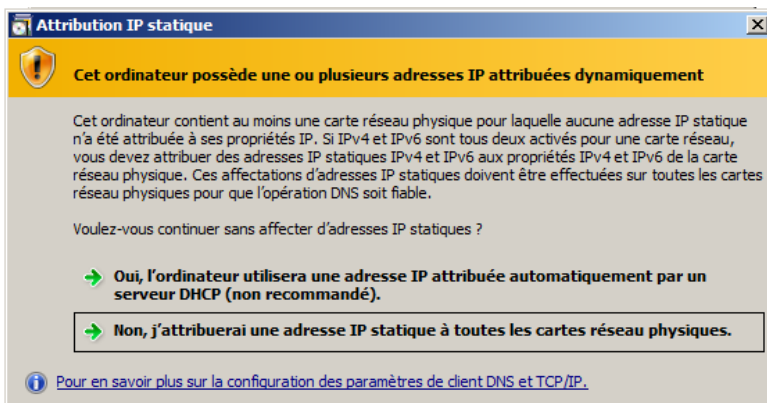 Attribution IP statique
Cet ordinateur possède une ou plusieurs adresses IP attribuées dynamiquement
Cet ordinateur contient au moins une carte réseau physique pour laquelle aucune adresse IP statique
n'a été attribuée à ses propriétés IP. Si IPv4 et IPv6 sont tous deux activés pour une carte réseau,
vous devez attribuer des adresses IP statiques IPv4 et IPv6 aux propriétés IPv4 et IPv6 de la carte
réseau physique. Ces affectations d'adresses IP statiques doivent être effectuées sur toutes les cartes
réseau physiques pour que l'opération DNS soit fiable.
Voulez-vous continuer sans affecter d'adresses IP statiques ?
Oui, l'ordinateur utilisera une adresse IP attribuée automatiquement par un
serveur DHCP (non recommandé).
Non, j'attribuerai une adresse IP statique à toutes les cartes réseau physiques.
Pour en savoir plus sur la configuration des paramètres de client DNS et TCP/IP.